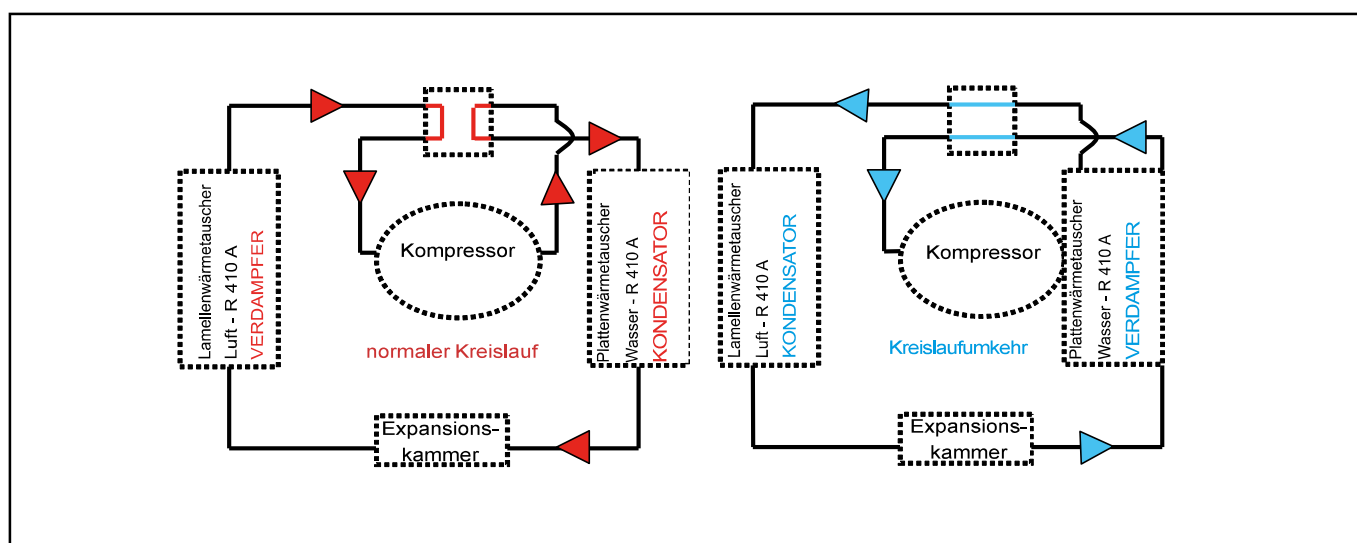 Lamellenwärmetauscher
Luft - R 410 A
VERDAMPFER
Kompressor
normaler Kreislauf
Expansions-
kammer
Plattenwärmetauscher
Wasser - R 410 A
KONDENSATOR
Lamellenwärmetauscher
Luft - R 410 A
KONDENSATOR
Kompressor
Kreislaufumkehr
Expansions-
kammer
Plattenwärmetauscher
Wasser - R 410 A
VERDAMPFER